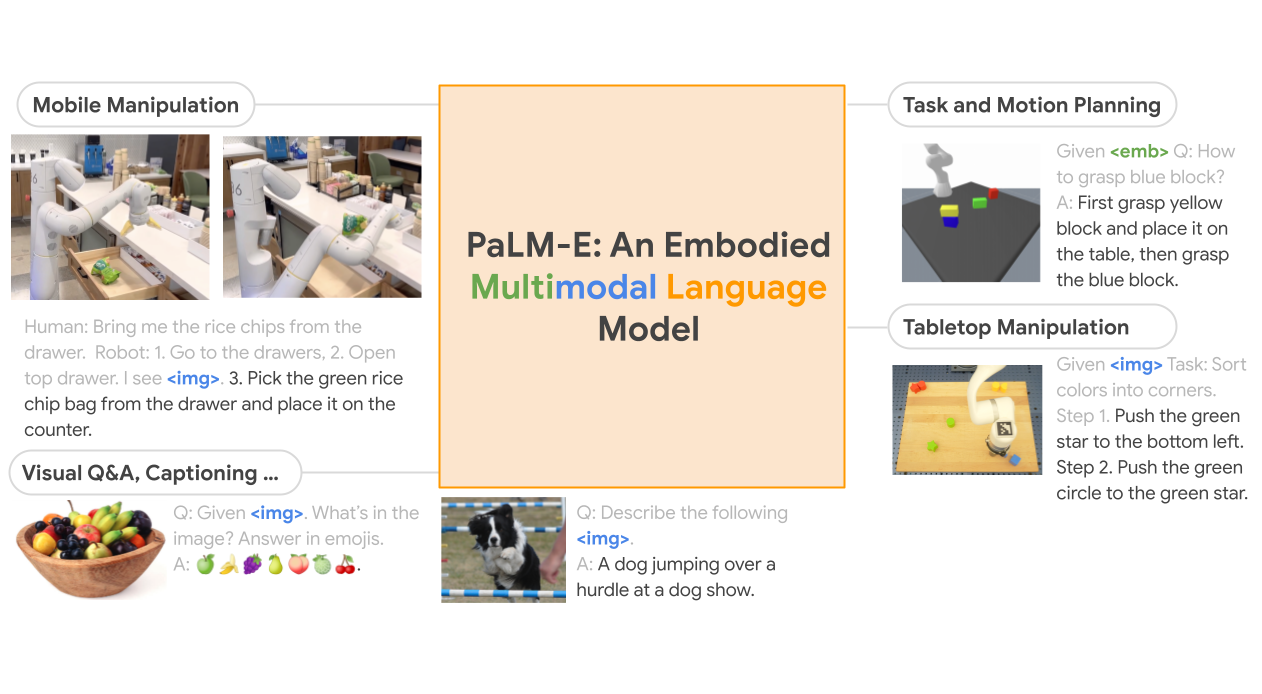 Mobile Manipulation
Human: Bring me the rice chips from the
drawer. Robot: 1. Go to the drawers, 2. Open
top drawer. I see <img>. 3. Pick the green rice
chip bag from the drawer and place it on the
counter.
Visual Q&A, Captioning ...
Q: Given <img>. What's in the
image? Answer in emojis.
A: 🍏🍌🍇🍐🍑🍈🍒.
PaLM-E: An Embodied
Multimodal Language
Model
Q: Describe the following
<img>.
A: A dog jumping over a
hurdle at a dog show.
Task and Motion Planning
Given <emb> Q: How
to grasp blue block?
A: First grasp yellow
block and place it on
the table, then grasp
the blue block.
Tabletop Manipulation
Given <img> Task: Sort
colors into corners.
Step 1. Push the green
star to the bottom left.
Step 2. Push the green
circle to the green star.